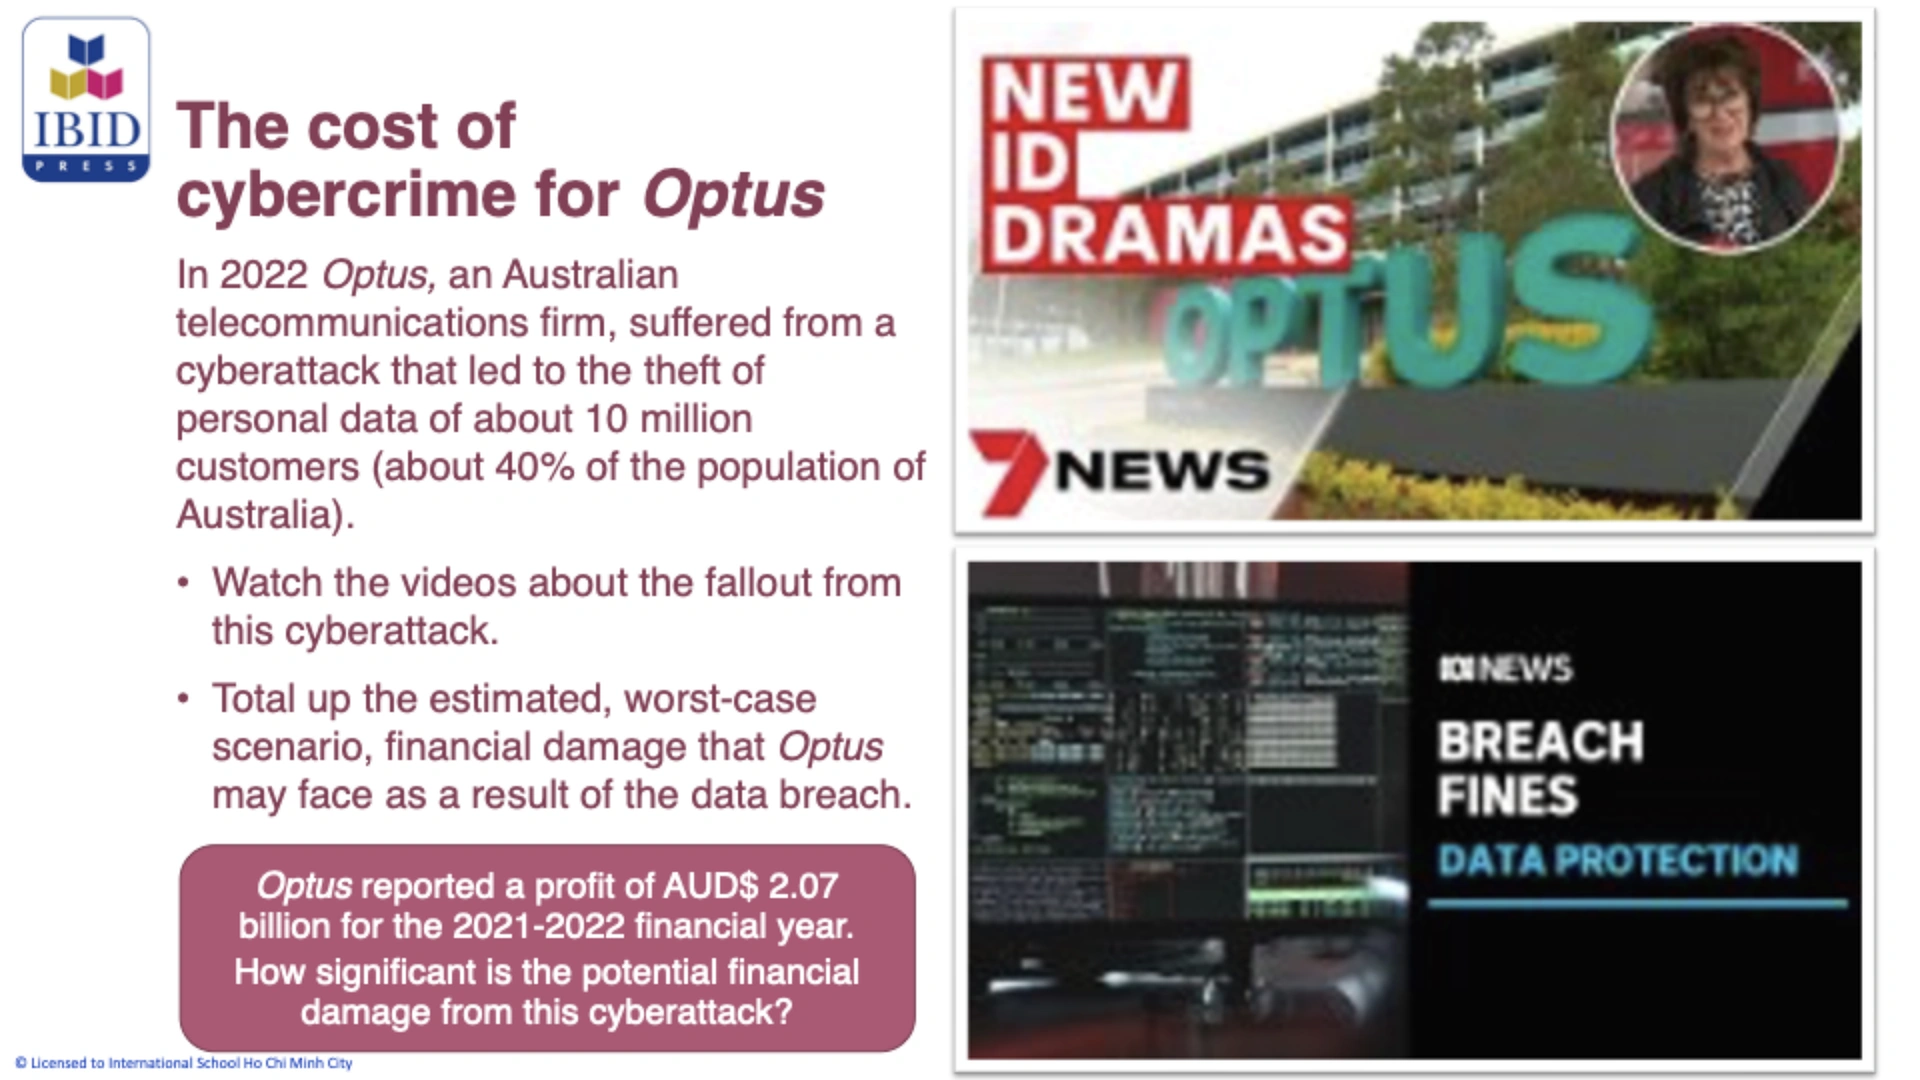 IBID
PRESS
The cost of
cybercrime for Optus
In 2022 Optus, an Australian
telecommunications firm, suffered from a
cyberattack that led to the theft of
personal data of about 10 million
customers (about 40% of the population of
Australia).
• Watch the videos about the fallout from
this cyberattack.
• Total up the estimated, worst-case
scenario, financial damage that Optus
may face as a result of the data breach.
Optus reported a profit of AUD$ 2.07
billion for the 2021-2022 financial year.
How significant is the potential financial
damage from this cyberattack?
© Licensed to International School Ho Chi Minh City
NEW
ID
DRAMAS
OPTUS
7NEWS
NEWS
BREACH
FINES
DATA PROTECTION